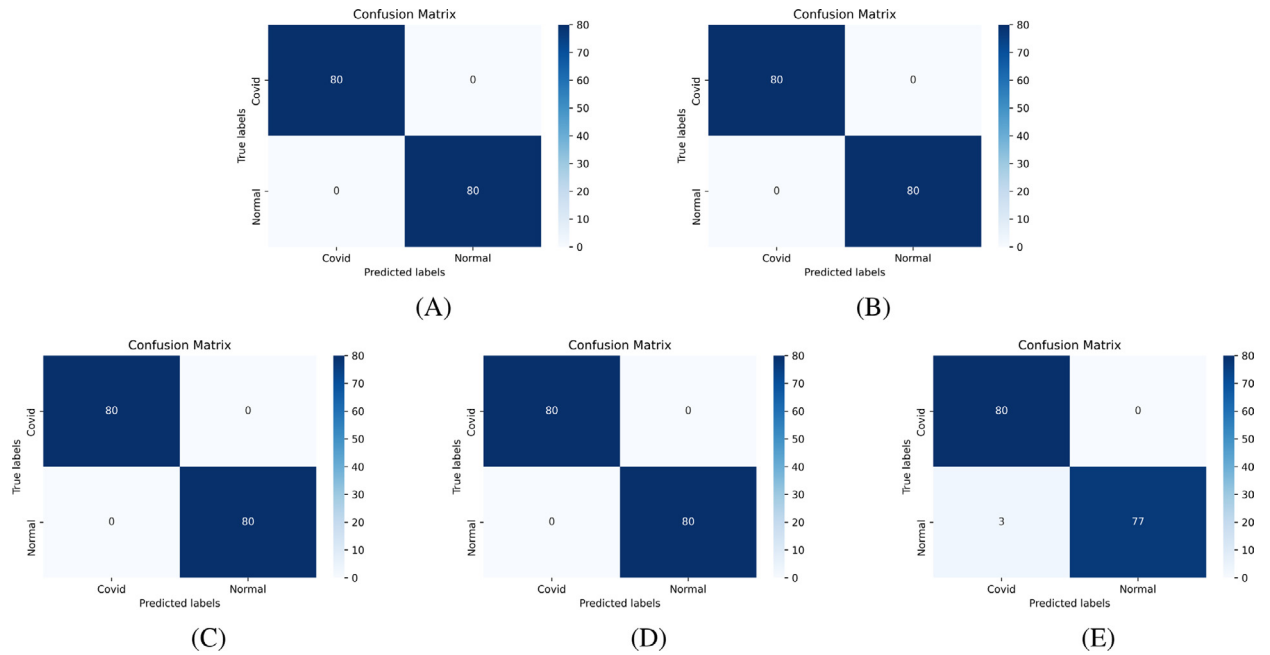 Confusion Matrix
80
70
60
50
40
30
20
10
0
True labels
Covid
Normal
80 0
0 80
Covid Normal
Predicted labels
(A)
Confusion Matrix
80
70
60
50
40
30
20
10
0
True labels
Covid
Normal
80 0
0 80
Covid Normal
Predicted labels
(B)
Confusion Matrix
80
70
60
50
40
30
20
10
0
True labels
Covid
Normal
80 0
0 80
Covid Normal
Predicted labels
(C)
Confusion Matrix
80
70
60
50
40
30
20
10
0
True labels
Covid
Normal
80 0
0 80
Covid Normal
Predicted labels
(D)
Confusion Matrix
80
70
60
50
40
30
20
10
0
True labels
Covid
Normal
80 0
3 77
Covid Normal
Predicted labels
(E)